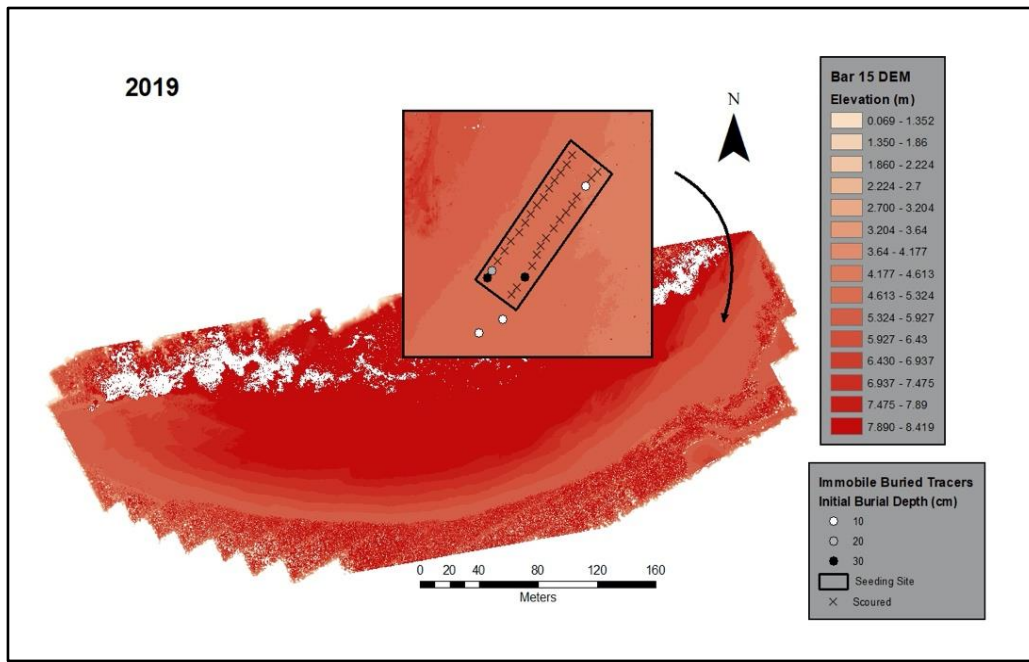 2019
N
Bar 15 DEM
Elevation (m)
0.069 - 1.352
1.350 - 1.86
1.860 - 2.224
2.224 - 2.7
2.700 - 3.204
3.204 - 3.64
3.64 - 4.177
4.177 - 4.613
4.613 - 5.324
5.324 - 5.927
5.927 - 6.43
6.430 - 6.937
6.937 - 7.475
7.475 - 7.89
7.890 - 8.419
Immobile Buried Tracers
Initial Burial Depth (cm)
10
20
30
Seeding Site
Scoured
0 20 40 80 120 160
Meters